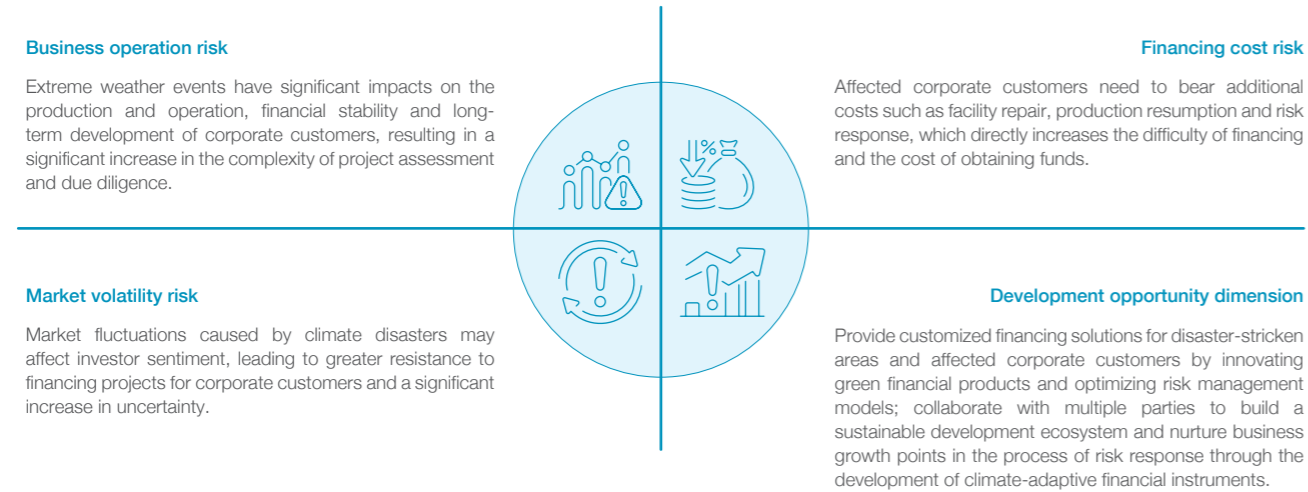 Business operation risk
Extreme weather events have significant impacts on the
production and operation, financial stability and long-
term development of corporate customers, resulting in a
significant increase in the complexity of project assessment
and due diligence.
Financing cost risk
Affected corporate customers need to bear additional
costs such as facility repair, production resumption and risk
response, which directly increases the difficulty of financing
and the cost of obtaining funds.
%
Market volatility risk
Market fluctuations caused by climate disasters may
affect investor sentiment, leading to greater resistance to
financing projects for corporate customers and a significant
increase in uncertainty.
Development opportunity dimension
Provide customized financing solutions for disaster-stricken
areas and affected corporate customers by innovating
green financial products and optimizing risk management
models; collaborate with multiple parties to build a
sustainable development ecosystem and nurture business
growth points in the process of risk response through the
development of climate-adaptive financial instruments.